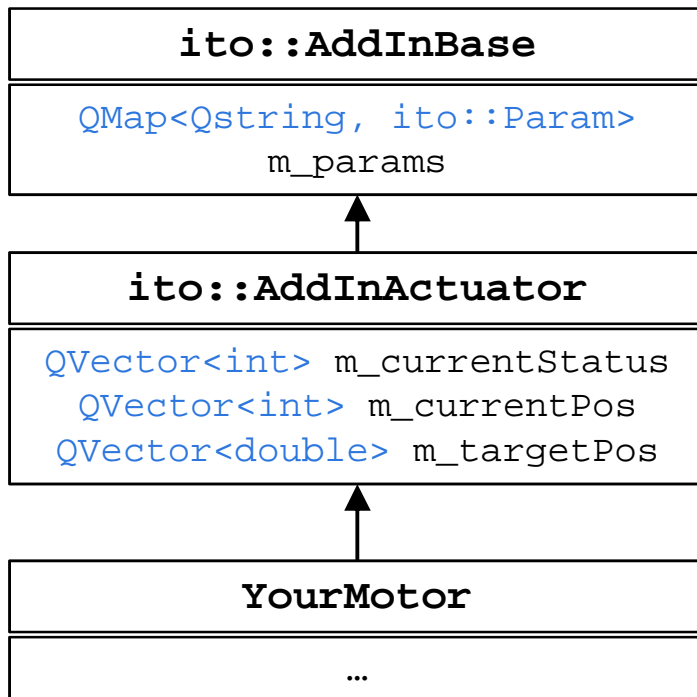 ito::AddInBase
QMap<Qstring, ito::Param>
m_params
ito::AddInActuator
QVector<int> m_currentStatus
QVector<int> m_currentPos
QVector<double> m_targetPos
YourMotor
…